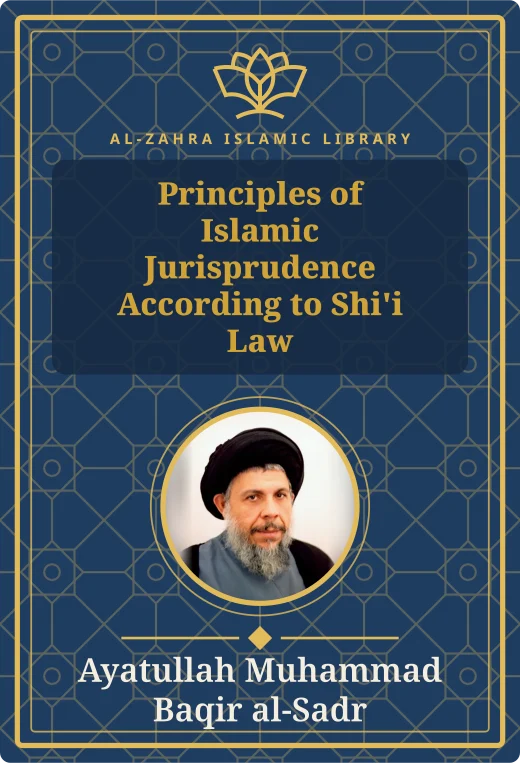 AL-ZAHRA ISLAMIC LIBRARY
Principles of
Islamic
Jurisprudence
According to Shi'i
Law
Ayatullah Muhammad
Baqir al-Sadr